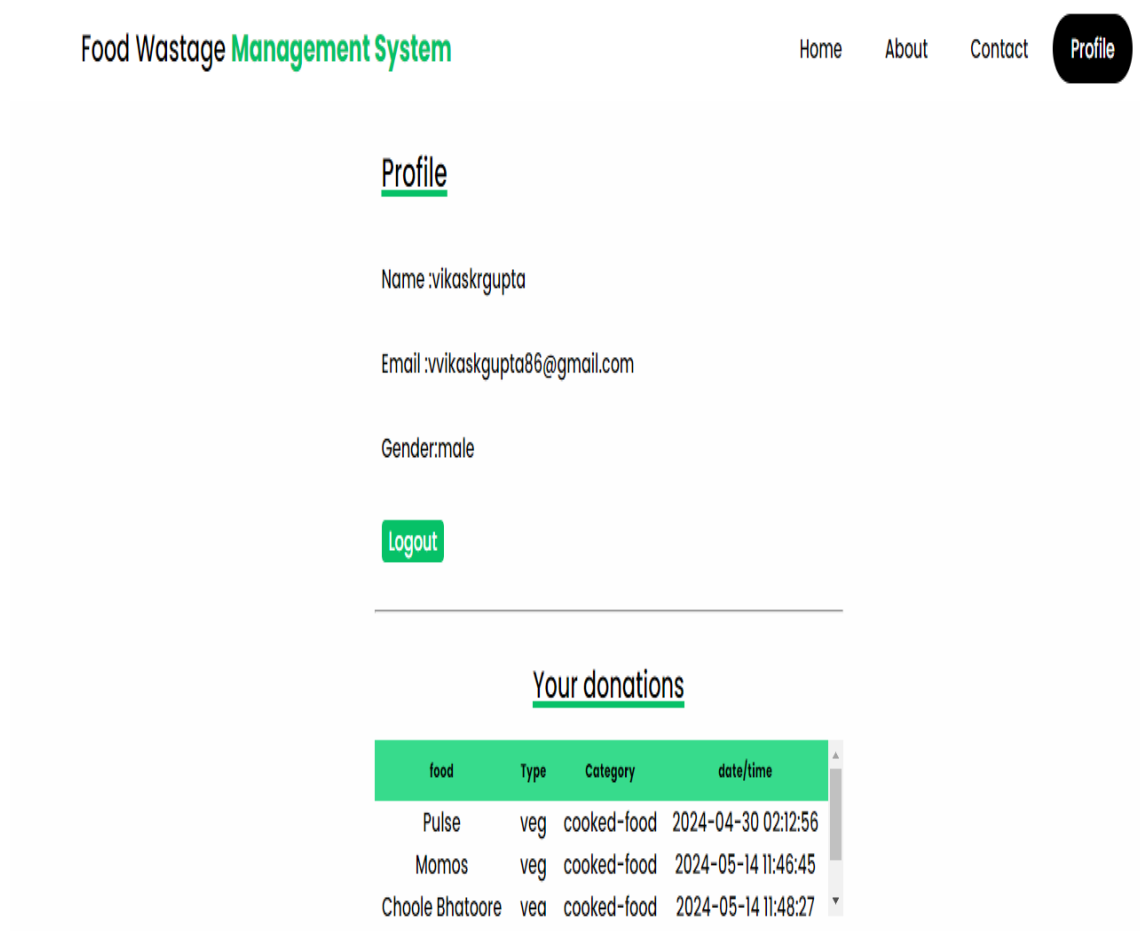 Food Wastage Management System Home About Contact Profile
Profile
Name :vikaskrgupta
Email :vvikaskgupta86@gmail.com
Gender:male
Logout
Your donations
food Type Category date/time
Pulse veg cooked-food 2024-04-30 02:12:56
Momos veg cooked-food 2024-05-14 11:46:45
Choole Bhatoore veg cooked-food 2024-05-14 11:48:27